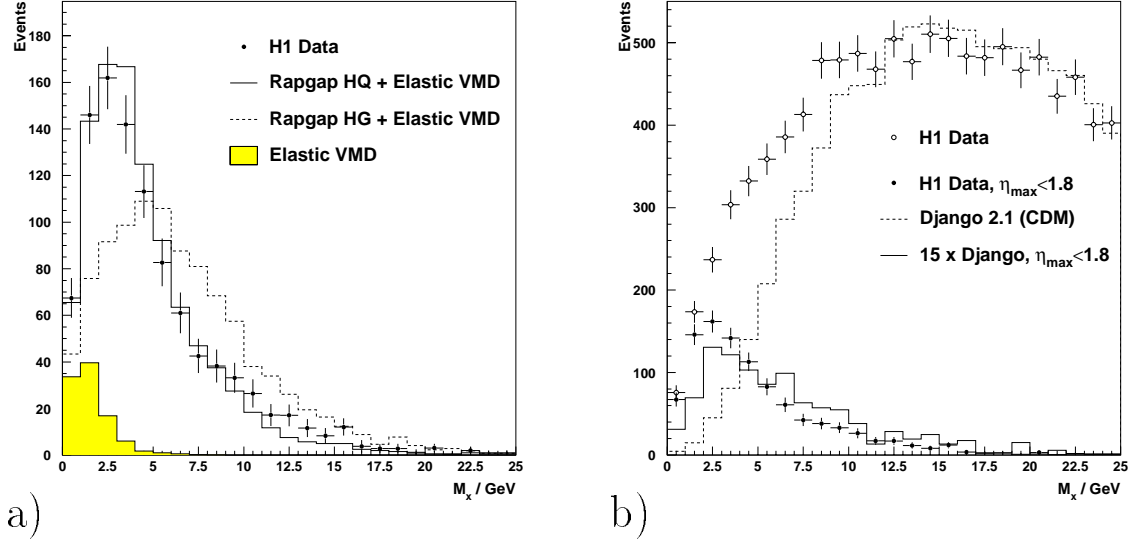 Events
180
160
140
120
100
80
60
40
20
0
0 2.5 5 7.5 10 12.5 15 17.5 20 22.5 25
M_x / GeV
H1 Data
Rapgap HQ + Elastic VMD
Rapgap HG + Elastic VMD
Elastic VMD
a)
Events
500
400
300
200
100
0
0 2.5 5 7.5 10 12.5 15 17.5 20 22.5 25
M_x / GeV
H1 Data
H1 Data, η_max<1.8
Django 2.1 (CDM)
15 x Django, η_max<1.8
b)